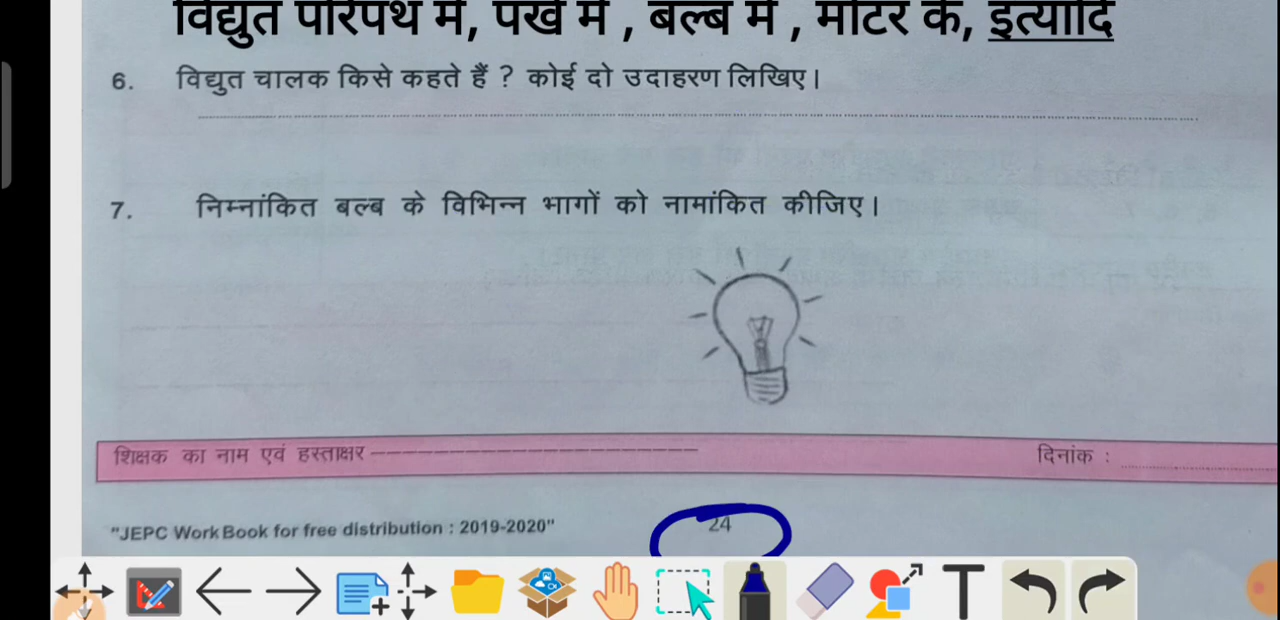 विद्युत परिपथ में, पंखे में , बल्ब में , मोटर के, इत्यादि
6. विद्युत चालक किसे कहते हैं ? कोई दो उदाहरण लिखिए।
7. निम्नांकित बल्ब के विभिन्न भागों को नामांकित कीजिए।
शिक्षक का नाम एवं हस्ताक्षर
दिनांक :
"JEPC Work Book for free distribution : 2019-2020"
24